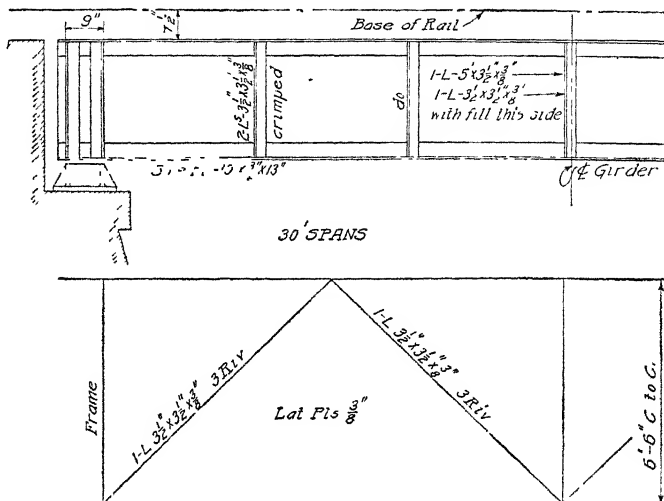 9"
Base of Rail
7½"
2-Ls-3½"x3½"x⅜"
crimped
do
1-L-5'x3½"x⅜"
1-L-3½'x3½"x⅜'
with fill this side
x13"
℄ Girder
30' SPANS
Frame
1-L 3½"x3½"x⅜" 3 Riv
Lat Pls ⅜"
1-L 3½"x3½"x⅜" 3 Riv
6'-6" C to C.